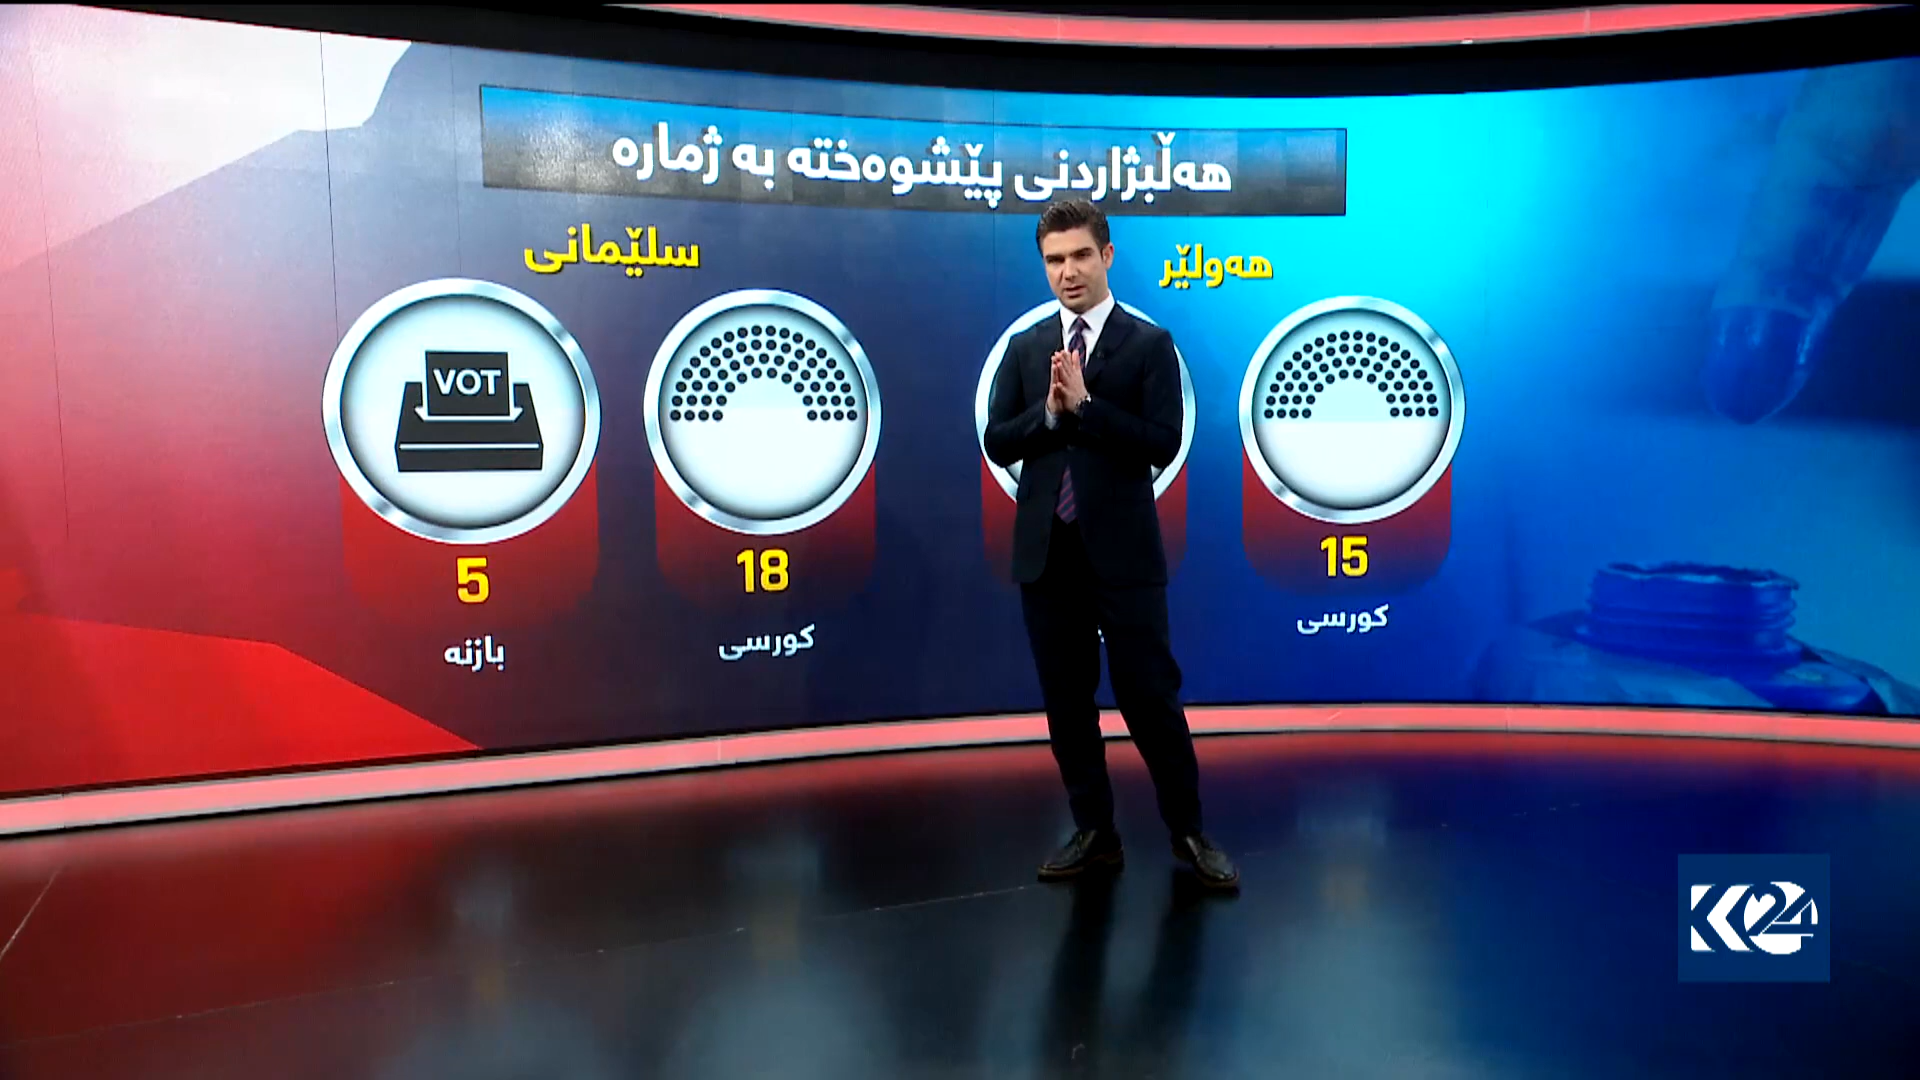 هەڵبژاردنی پێشوەختە بە ژمارە
هەولێر
15
کورسی
سلێمانی
18
کورسی
VOT
5
بازنە
K24